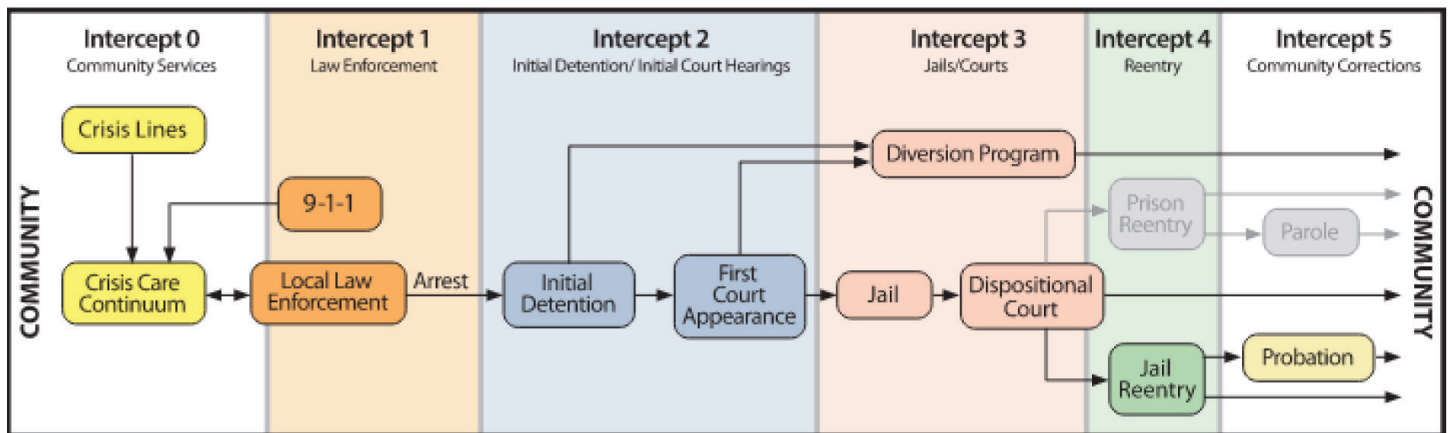 Intercept 0
Community Services
Intercept 1
Law Enforcement
Intercept 2
Initial Detention/ Initial Court Hearings
Intercept 3
Jails/Courts
Intercept 4
Reentry
Intercept 5
Community Corrections
COMMUNITY
Crisis Lines
9-1-1
Crisis Care
Continuum
Local Law
Enforcement
Arrest
Initial
Detention
First
Court
Appearance
Diversion Program
Jail
Dispositional
Court
Prison
Reentry
Parole
Jail
Reentry
Probation
COMMUNITY